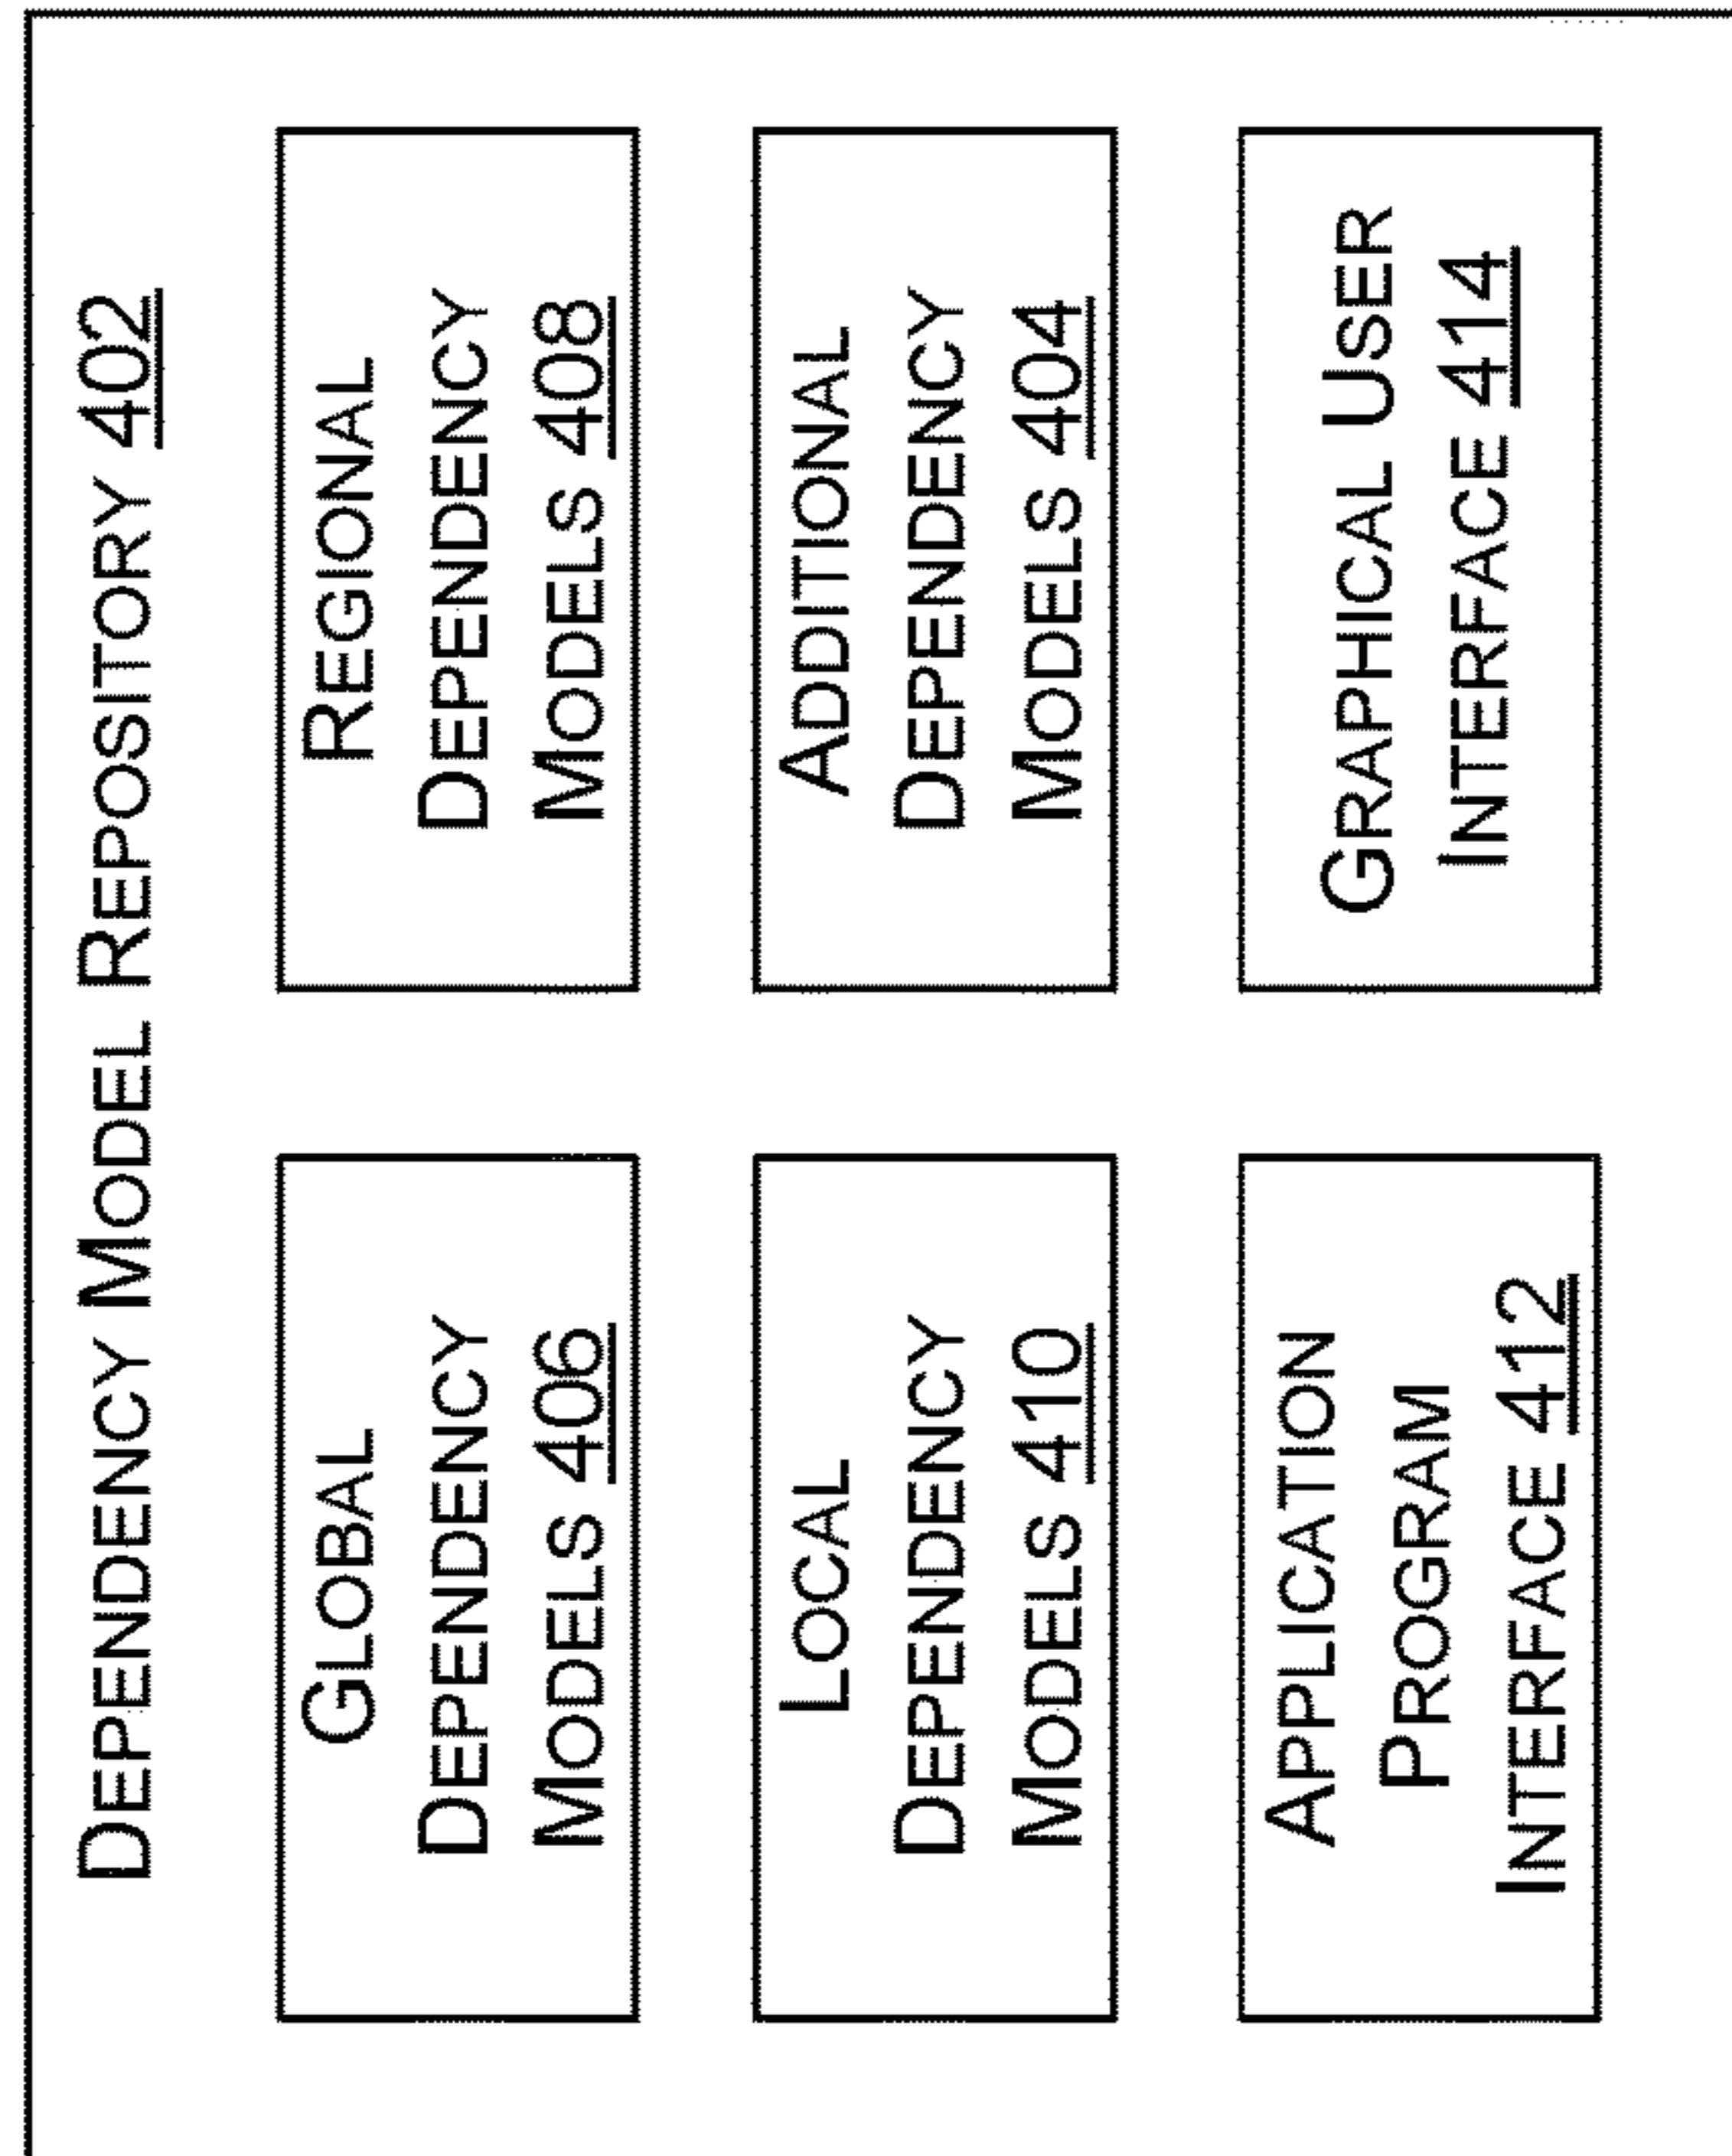 DEPENDENCY MODEL REPOSITORY 402
GLOBAL
DEPENDENCY
MODELS 406
REGIONAL
DEPENDENCY
MODELS 408
LOCAL
DEPENDENCY
MODELS 410
ADDITIONAL
DEPENDENCY
MODELS 404
APPLICATION
PROGRAM
INTERFACE 412
GRAPHICAL USER
INTERFACE 414